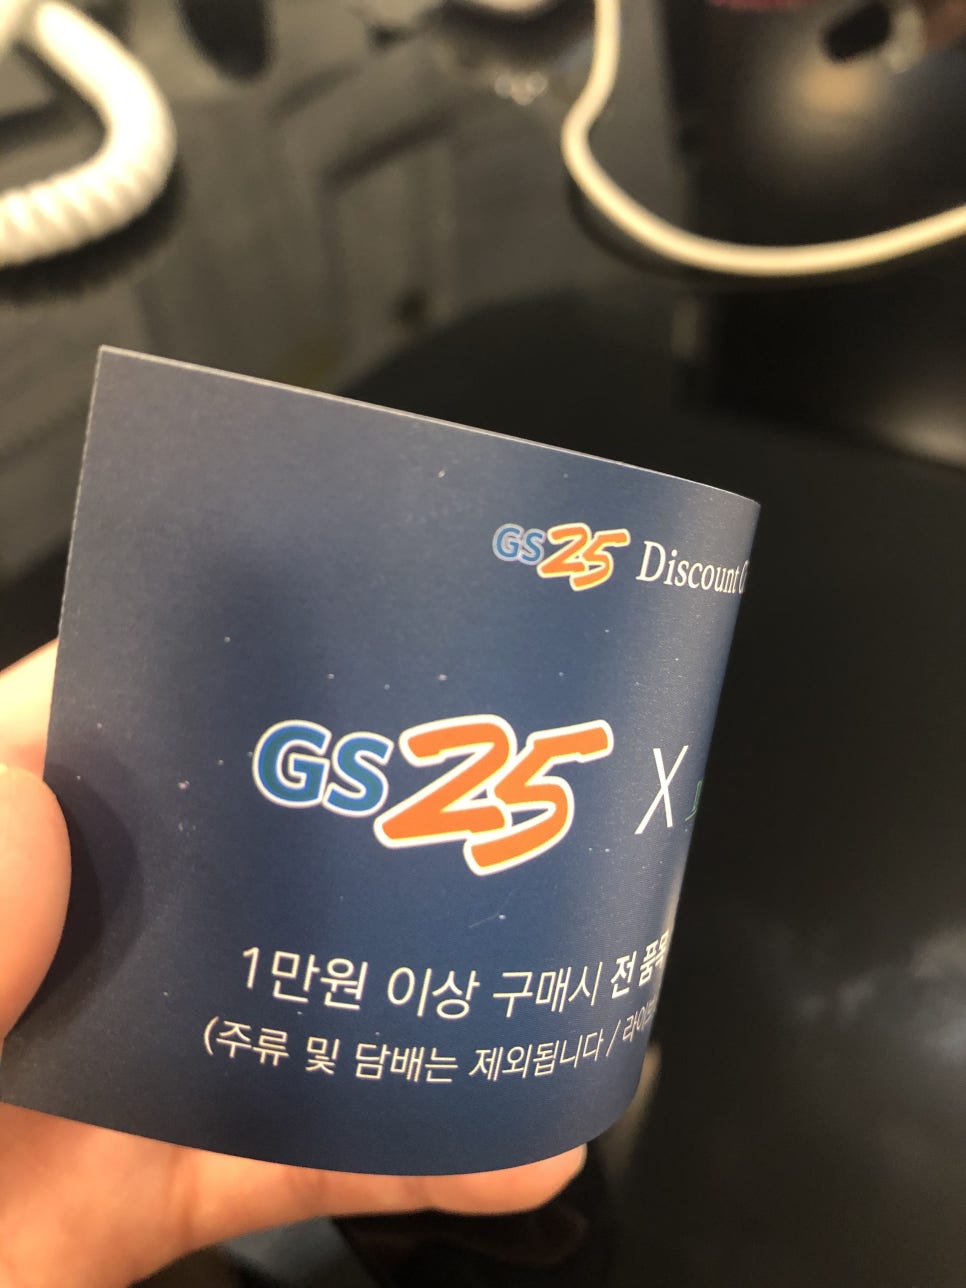 GS25 Discount
GS25 X
1만원 이상 구매시 전 품목
(주류 및 담배는 제외됩니다 /